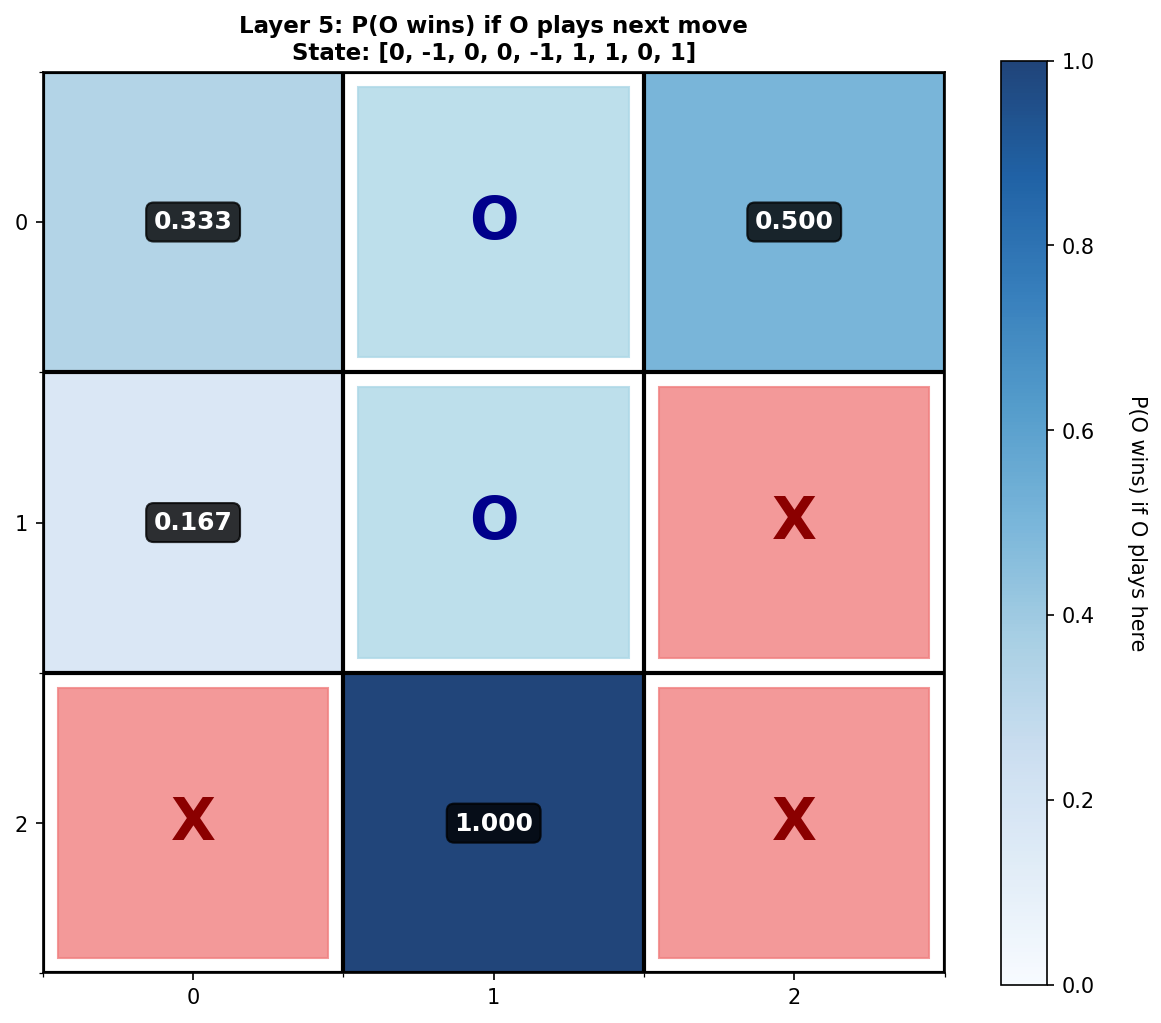 Layer 5: P(O wins) if O plays next move
State: [0, -1, 0, 0, -1, 1, 1, 0, 1]
0
0.333
O
0.500
1
0.167
O
X
2
X
1.000
X
0
1
2
1.0
0.8
0.6
0.4
0.2
0.0
P(O wins) if O plays here